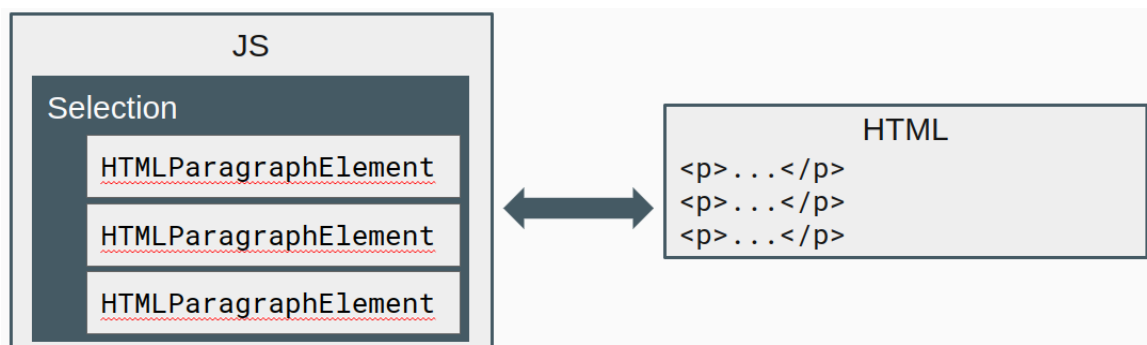 JS
Selection
HTMLParagraphElement
HTMLParagraphElement
HTMLParagraphElement
HTML
<p>...</p>
<p>...</p>
<p>...</p>